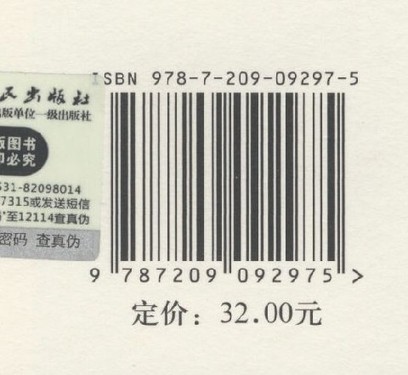 ISBN 978-7-209-09297-5
民出版社
出版单位一级出版社
版图书
印必究
531-82098014
7315或发送短信
至12114查真伪
密码 查真伪
9 787209 092975 >
定价：32.00元